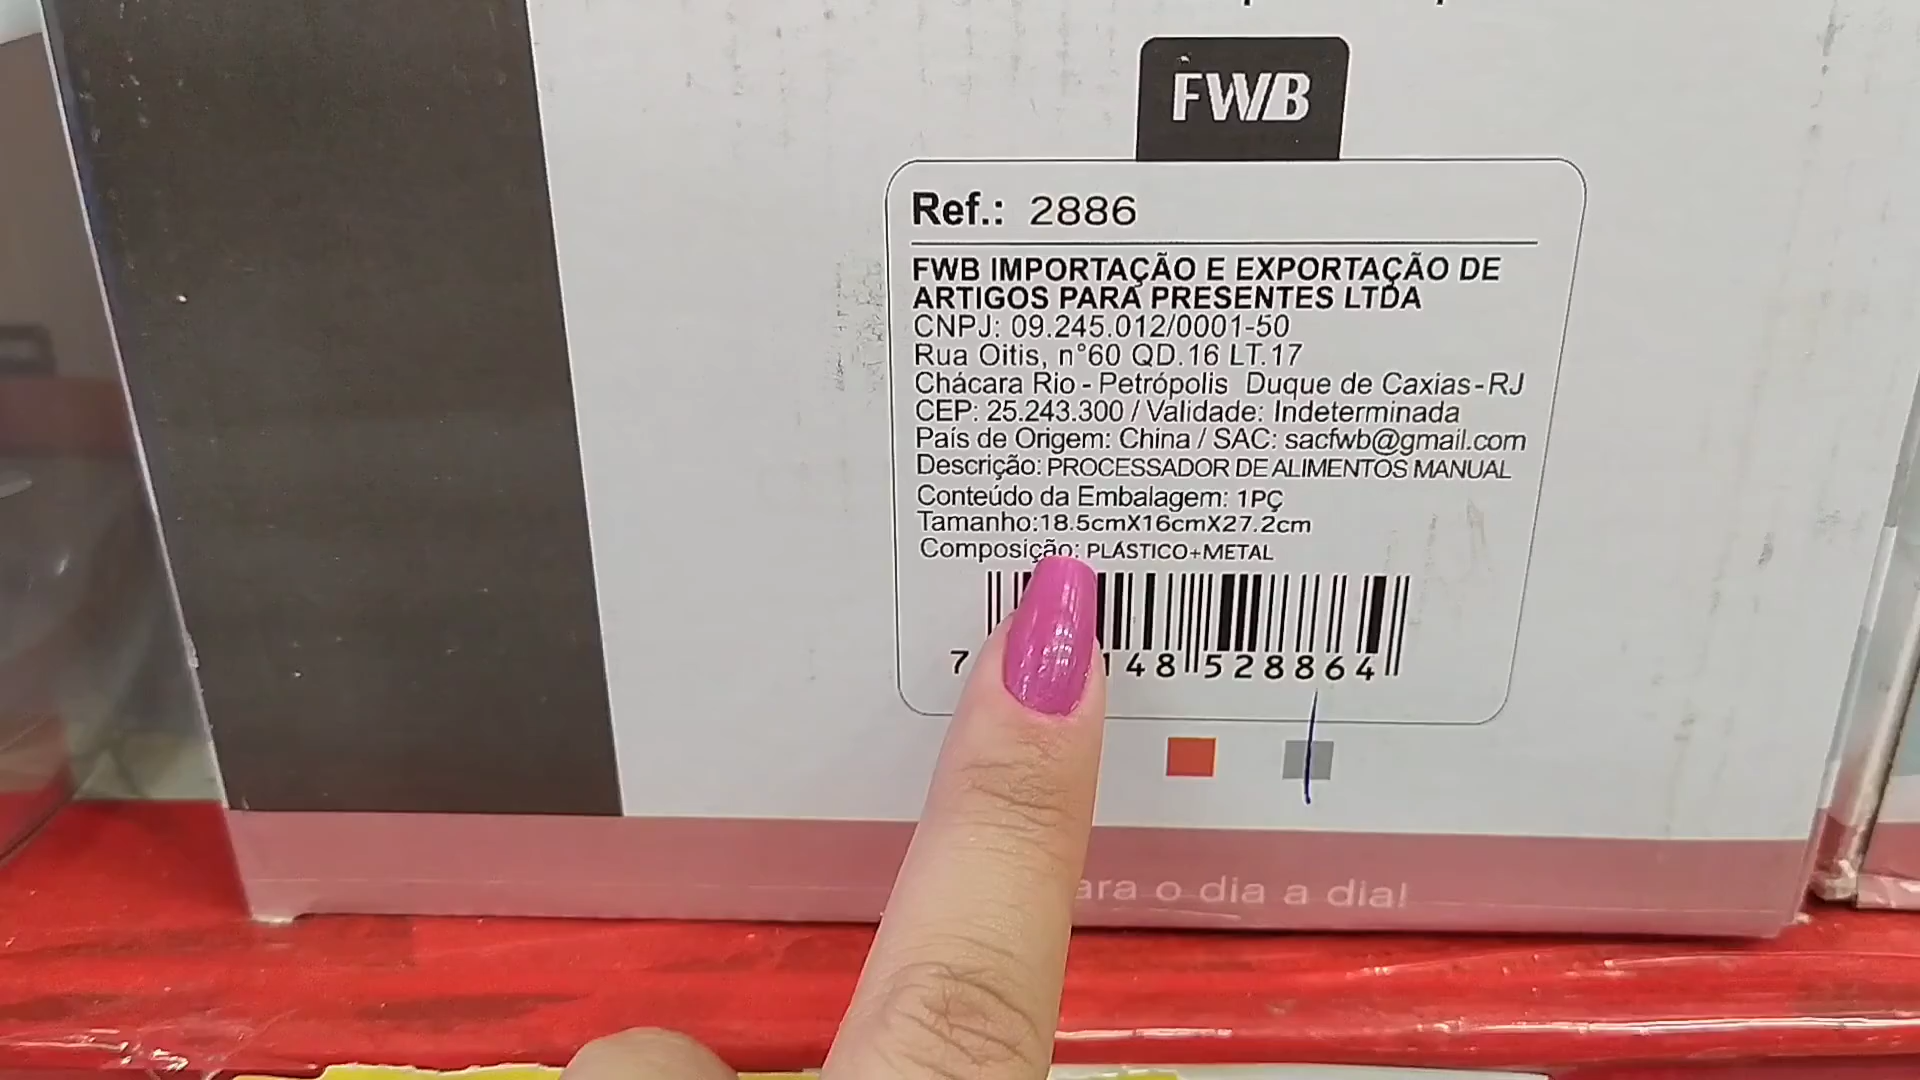 FWB
Ref.: 2886
FWB IMPORTAÇÃO E EXPORTAÇÃO DE
ARTIGOS PARA PRESENTES LTDA
CNPJ: 09.245.012/0001-50
Rua Oitis, n°60 QD.16 LT.17
Chácara Rio - Petrópolis Duque de Caxias-RJ
CEP: 25.243.300 / Validade: Indeterminada
País de Origem: China / SAC: sacfwb@gmail.com
Descrição: PROCESSADOR DE ALIMENTOS MANUAL
Conteúdo da Embalagem: 1PÇ
Tamanho:18.5cmX16cmX27.2cm
Composição: PLÁSTICO+METAL
7 148 528864
ara o dia a dia!